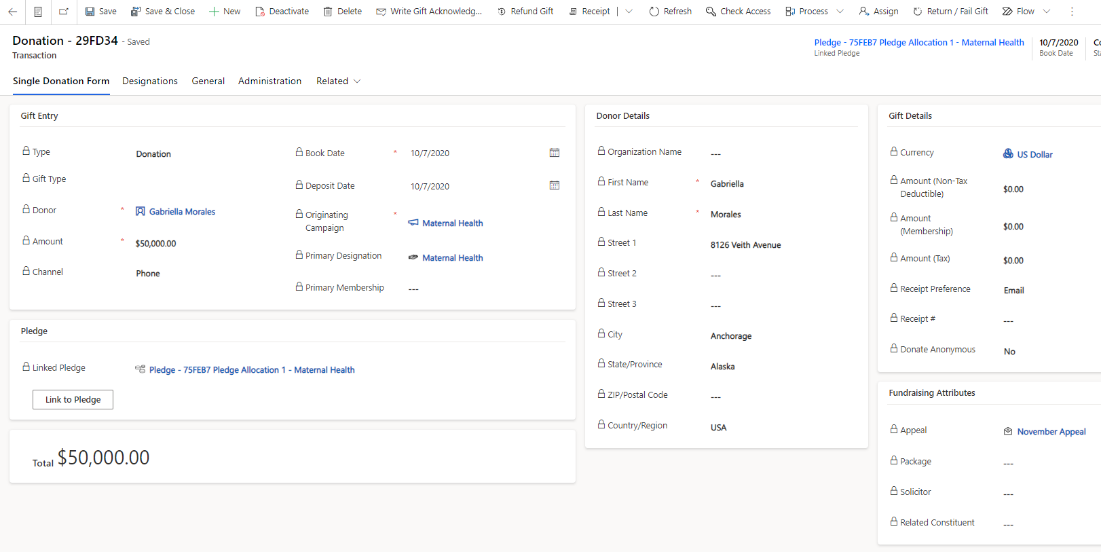 Save
Save & Close
New
Deactivate
Delete
Write Gift Acknowledg...
Refund Gift
Receipt
Refresh
Check Access
Process
Assign
Return / Fail Gift
Flow
Donation - 29FD34 - Saved
Transaction
Pledge - 75FEB7 Pledge Allocation 1 - Maternal Health
Linked Pledge
10/7/2020
Book Date
Single Donation Form
Designations
General
Administration
Related
Gift Entry
Type
Donation
Gift Type
Donor * Gabriella Morales
Amount * $50,000.00
Channel
Phone
Book Date * 10/7/2020
Deposit Date
10/7/2020
Originating
Campaign
* Maternal Health
Primary Designation
Maternal Health
Primary Membership
---
Pledge
Linked Pledge
Pledge - 75FEB7 Pledge Allocation 1 - Maternal Health
Link to Pledge
Total $50,000.00
Donor Details
Organization Name
---
First Name * Gabriella
Last Name * Morales
Street 1
8126 Veith Avenue
Street 2
---
Street 3
---
City
Anchorage
State/Province
Alaska
ZIP/Postal Code
---
Country/Region
USA
Gift Details
Currency
US Dollar
Amount (Non-Tax
Deductible)
$0.00
Amount
(Membership)
$0.00
Amount (Tax)
$0.00
Receipt Preference
Email
Receipt #
---
Donate Anonymous
No
Fundraising Attributes
Appeal
November Appeal
Package
---
Solicitor
---
Related Constituent
---